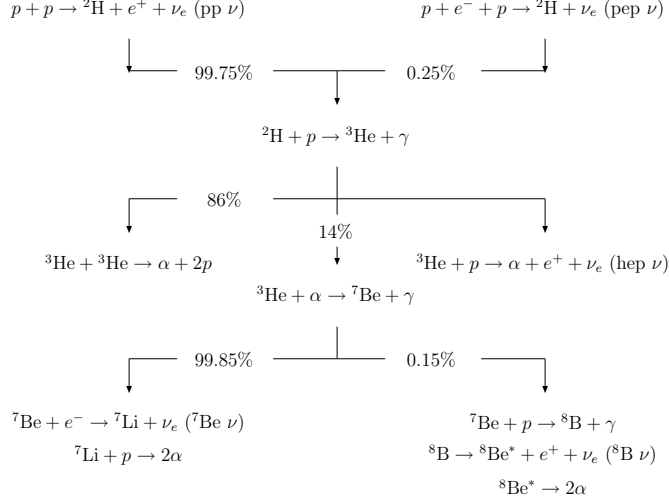 p + p → ²H + e⁺ + νₑ (pp ν)
p + e⁻ + p → ²H + νₑ (pep ν)
99.75%
0.25%
²H + p → ³He + γ
86%
14%
³He + ³He → α + 2p
³He + p → α + e⁺ + νₑ (hep ν)
³He + α → ⁷Be + γ
99.85%
0.15%
⁷Be + e⁻ → ⁷Li + νₑ (⁷Be ν)
⁷Li + p → 2α
⁷Be + p → ⁸B + γ
⁸B → ⁸Be* + e⁺ + νₑ (⁸B ν)
⁸Be* → 2α